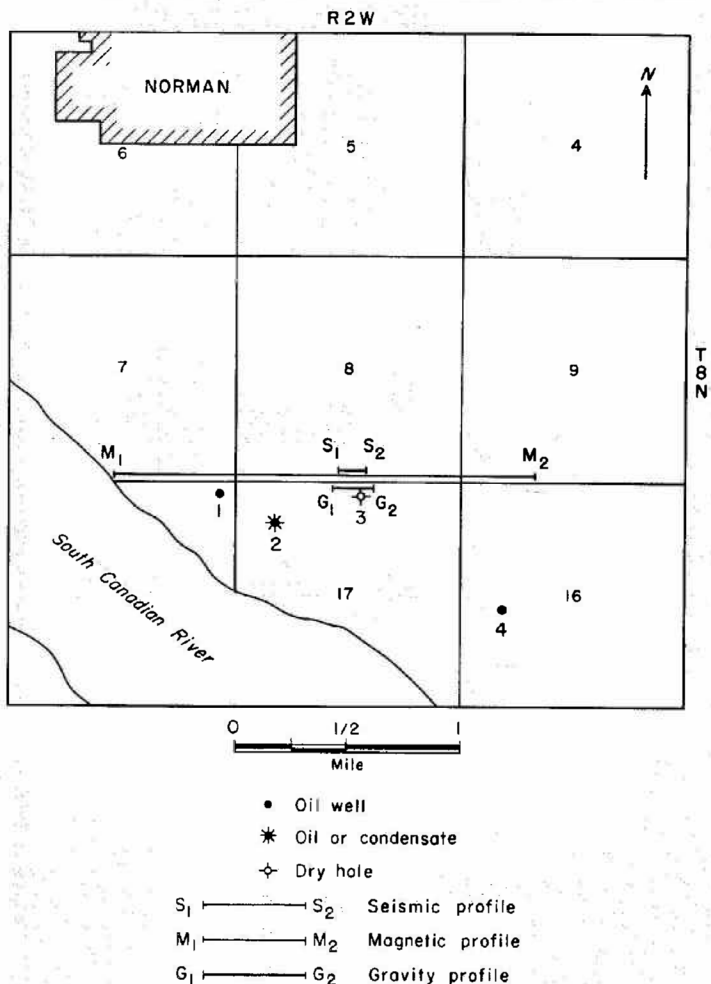 R2W
NORMAN
N
6 5 4
7 8 9
T
8
N
M₁ S₁ S₂ M₂
G₁ G₂
1 2 3
South Canadian River
17 16
4
0 1/2 1
Mile
Oil well
Oil or condensate
Dry hole
S₁ S₂ Seismic profile
M₁ M₂ Magnetic profile
G₁ G₂ Gravity profile